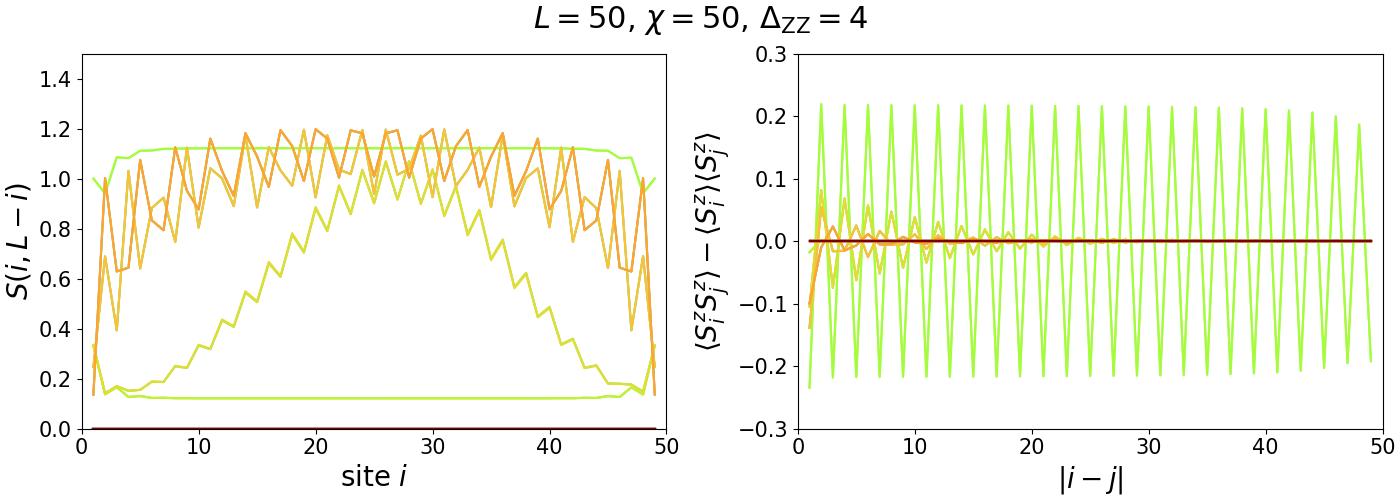 L = 50, χ = 50, Δ_ZZ = 4
S(i, L − i)
1.4
1.2
1.0
0.8
0.6
0.4
0.2
0.0
0 10 20 30 40 50
site i
⟨S_i^z S_j^z⟩ − ⟨S_i^z⟩⟨S_j^z⟩
0.3
0.2
0.1
0.0
−0.1
−0.2
−0.3
0 10 20 30 40 50
|i − j|